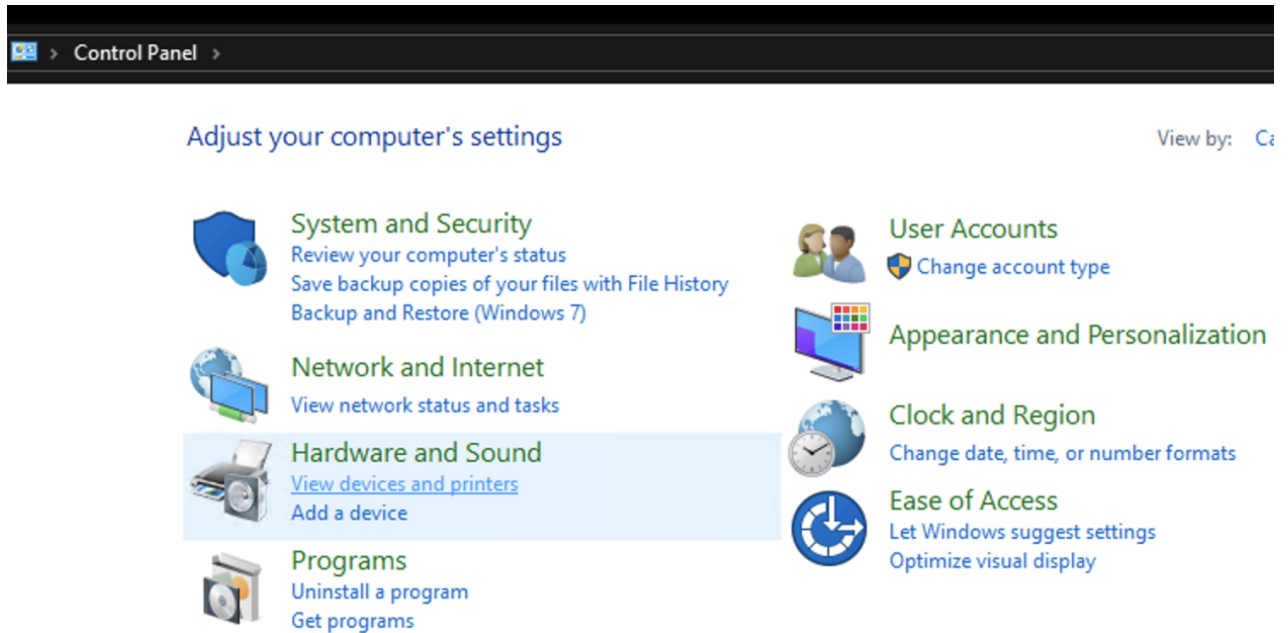 Control Panel
Adjust your computer's settings
View by:
System and Security
Review your computer's status
Save backup copies of your files with File History
Backup and Restore (Windows 7)
Network and Internet
View network status and tasks
Hardware and Sound
View devices and printers
Add a device
Programs
Uninstall a program
Get programs
User Accounts
Change account type
Appearance and Personalization
Clock and Region
Change date, time, or number formats
Ease of Access
Let Windows suggest settings
Optimize visual display